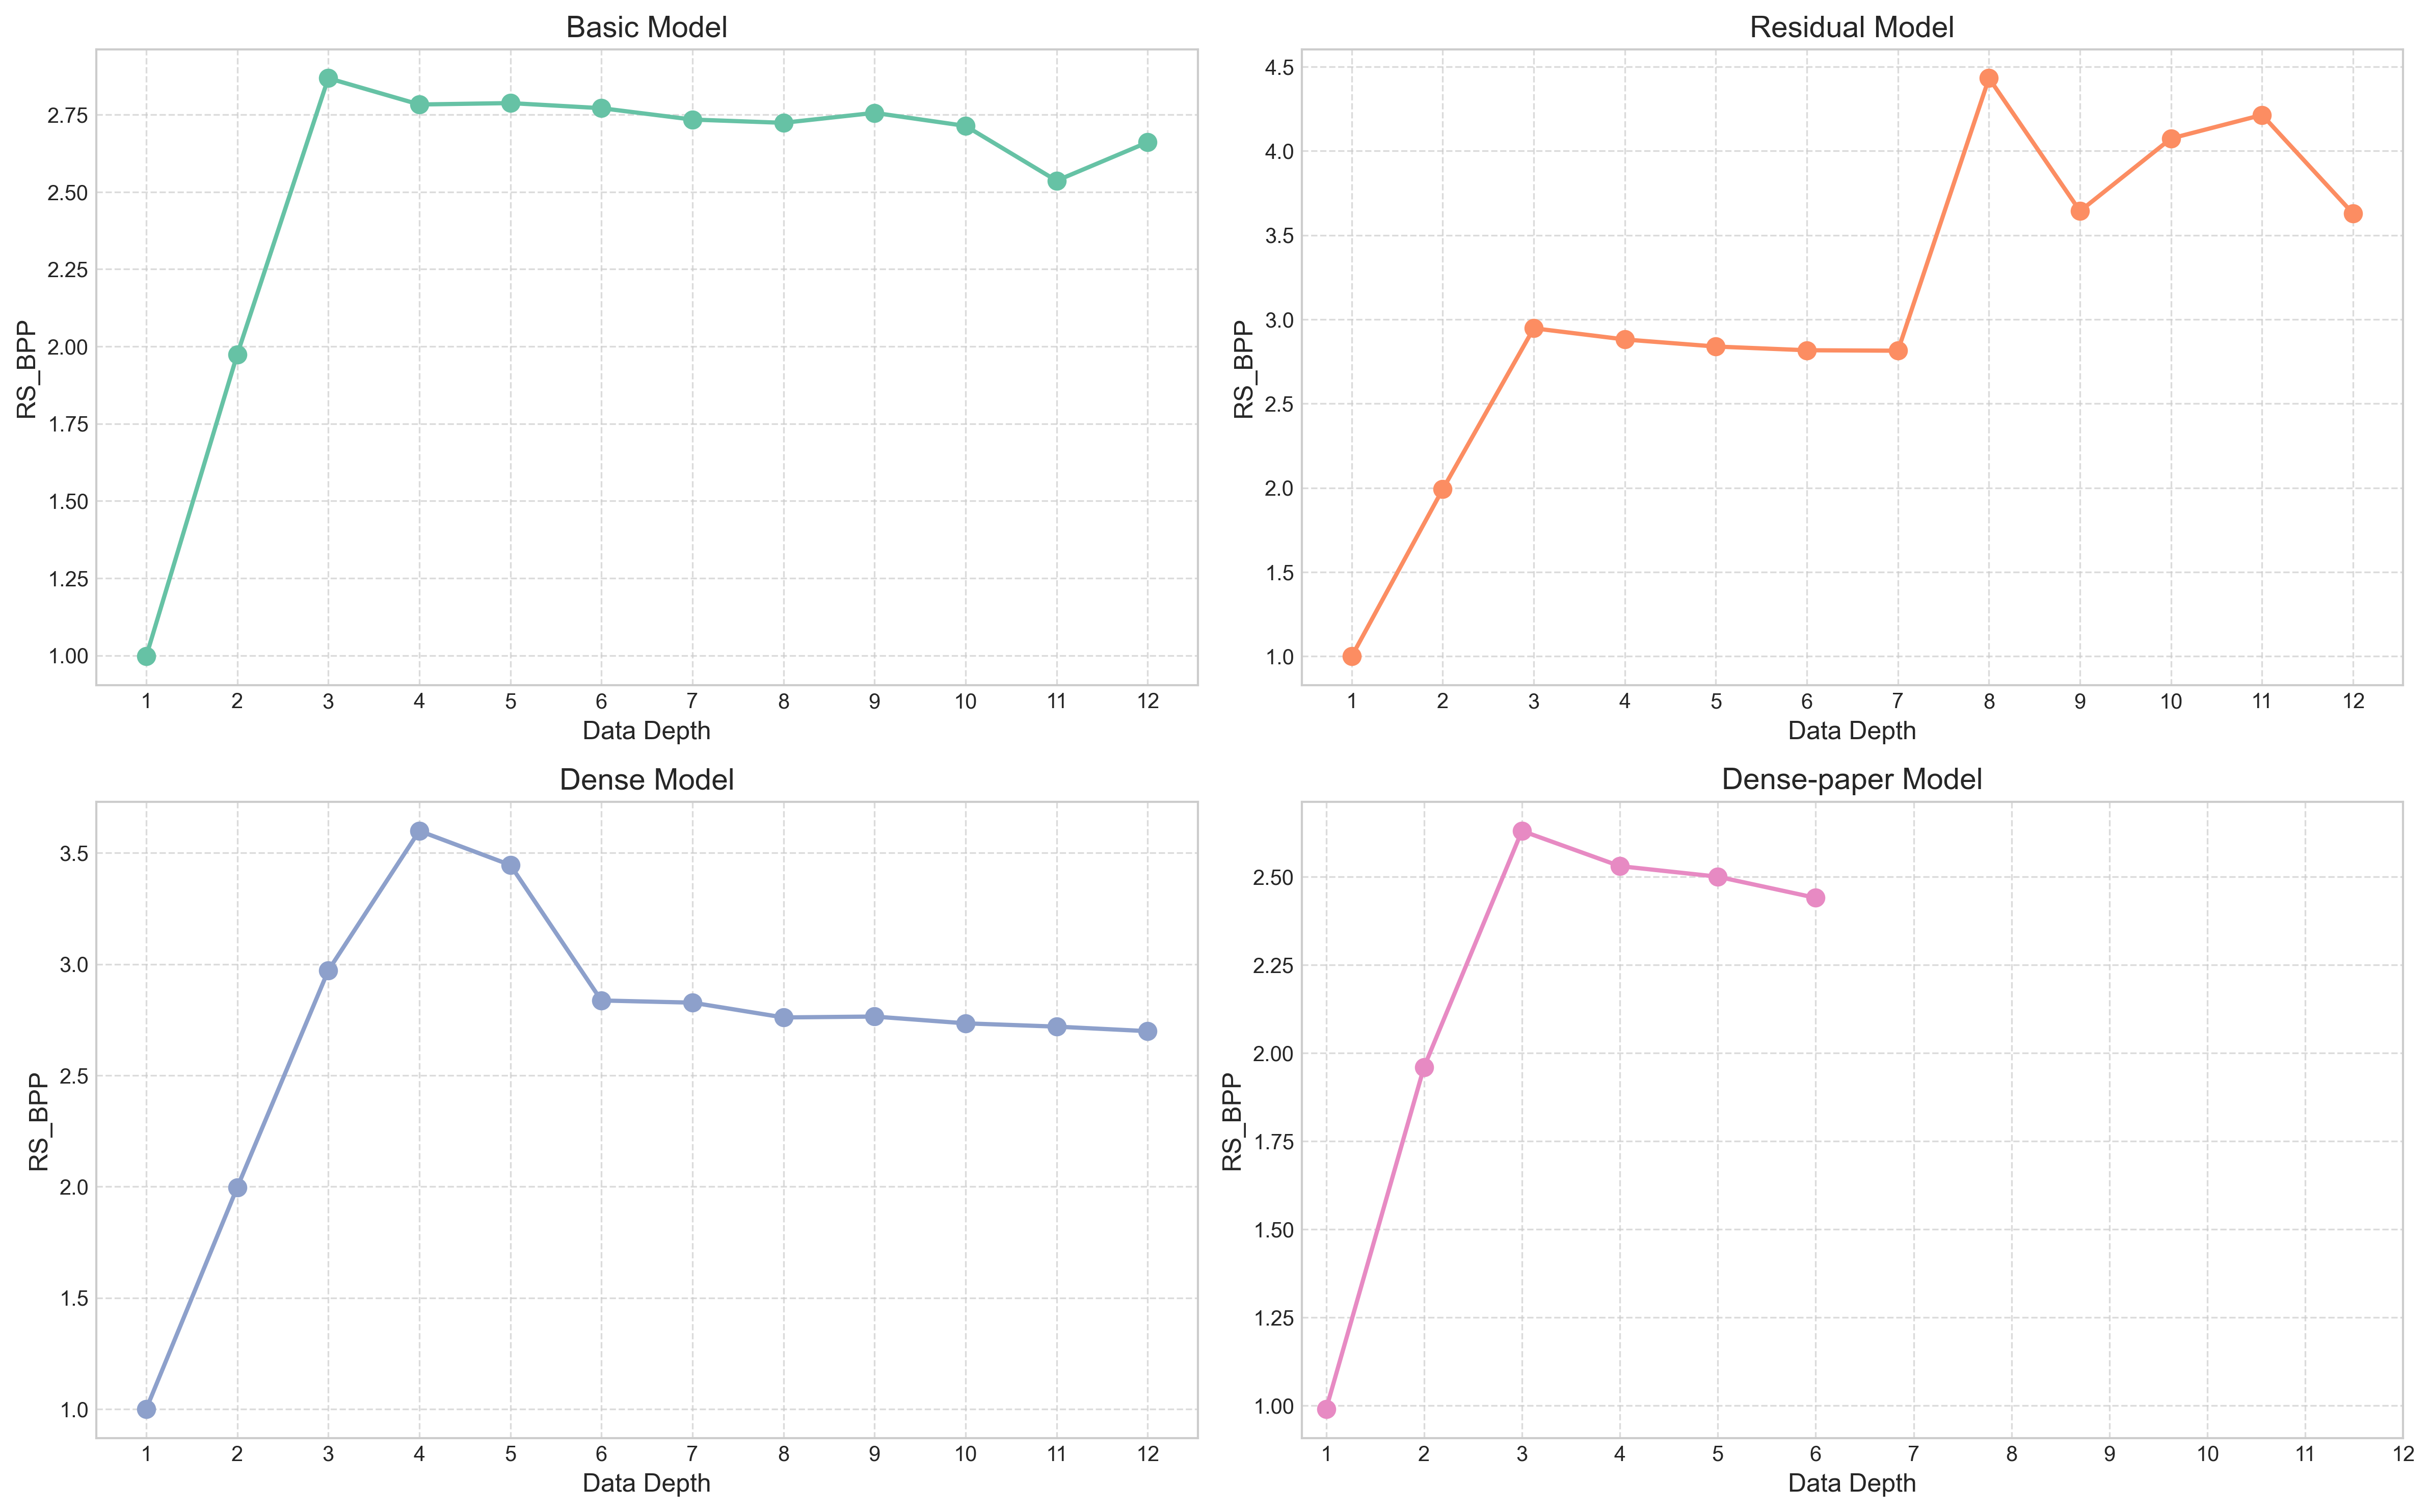 Basic Model
RS_BPP
2.75
2.50
2.25
2.00
1.75
1.50
1.25
1.00
1 2 3 4 5 6 7 8 9 10 11 12
Data Depth
Residual Model
RS_BPP
4.5
4.0
3.5
3.0
2.5
2.0
1.5
1.0
1 2 3 4 5 6 7 8 9 10 11 12
Data Depth
Dense Model
RS_BPP
3.5
3.0
2.5
2.0
1.5
1.0
1 2 3 4 5 6 7 8 9 10 11 12
Data Depth
Dense-paper Model
RS_BPP
2.50
2.25
2.00
1.75
1.50
1.25
1.00
1 2 3 4 5 6 7 8 9 10 11 12
Data Depth